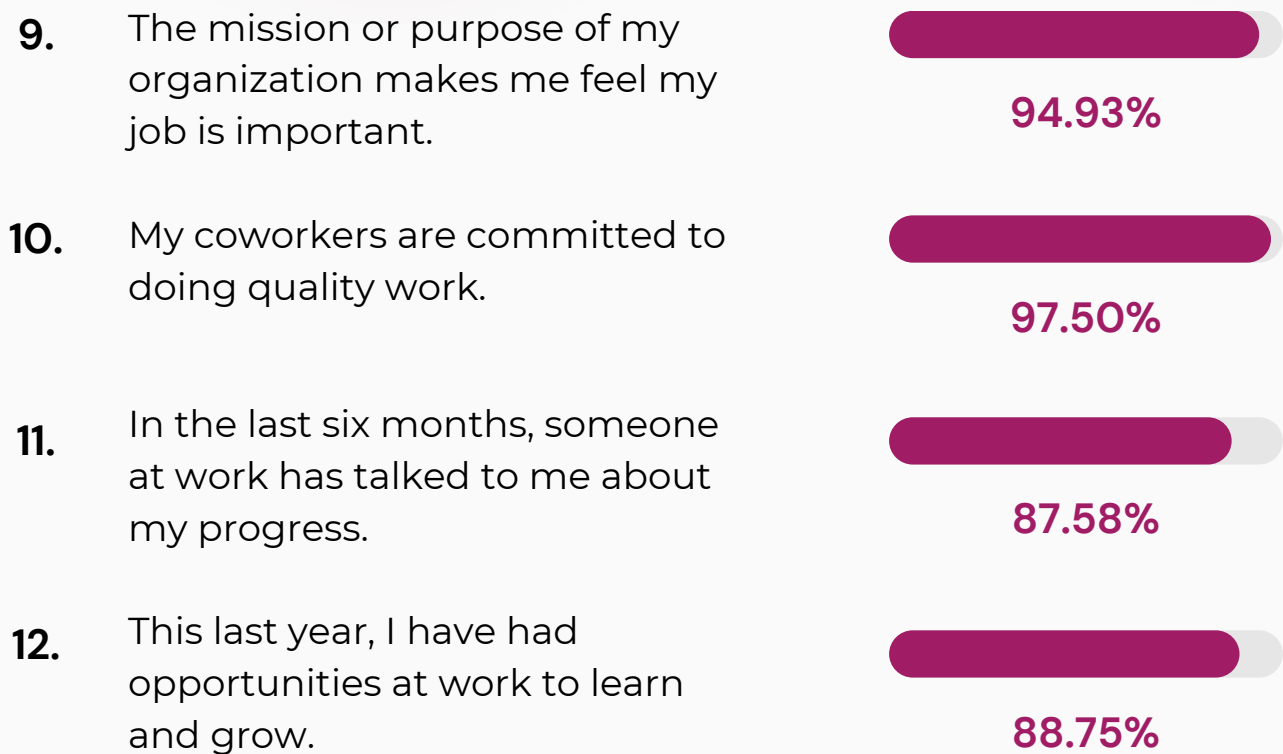 9.
The mission or purpose of my
organization makes me feel my
job is important.
94.93%
10.
My coworkers are committed to
doing quality work.
97.50%
11.
In the last six months, someone
at work has talked to me about
my progress.
87.58%
12.
This last year, I have had
opportunities at work to learn
and grow.
88.75%